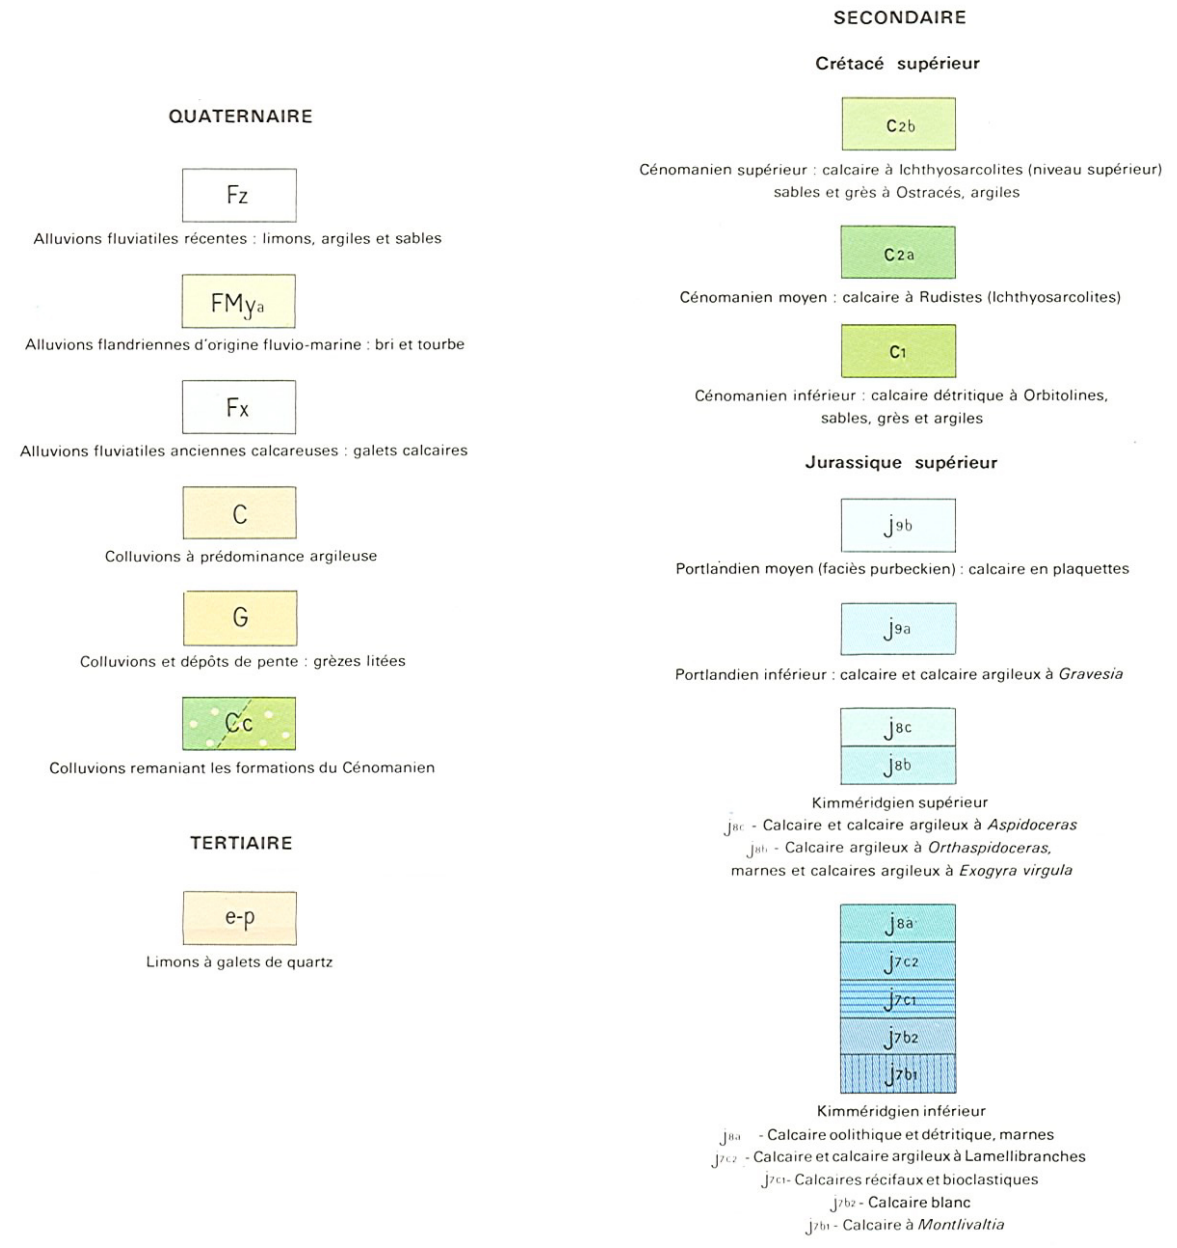 QUATERNAIRE
Fz
Alluvions fluviatiles récentes : limons, argiles et sables
FMya
Alluvions flandriennes d'origine fluvio-marine : bri et tourbe
Fx
Alluvions fluviatiles anciennes calcareuses : galets calcaires
C
Colluvions à prédominance argileuse
G
Colluvions et dépôts de pente : grèzes litées
Cc
Colluvions remaniant les formations du Cénomanien
TERTIAIRE
e-p
Limons à galets de quartz
SECONDAIRE
Crétacé supérieur
C2b
Cénomanien supérieur : calcaire à Ichthyosarcolites (niveau supérieur)
sables et grès à Ostracés, argiles
C2a
Cénomanien moyen : calcaire à Rudistes (Ichthyosarcolites)
C1
Cénomanien inférieur : calcaire détritique à Orbitolines,
sables, grès et argiles
Jurassique supérieur
j9b
Portlandien moyen (faciès purbeckien) : calcaire en plaquettes
j9a
Portlandien inférieur : calcaire et calcaire argileux à Gravesia
j8c
j8b
Kimméridgien supérieur
j8c - Calcaire et calcaire argileux à Aspidoceras
j8b - Calcaire argileux à Orthaspidoceras,
marnes et calcaires argileux à Exogyra virgula
j8a
j7c2
j7c1
j7b2
j7b1
Kimméridgien inférieur
j8a - Calcaire oolithique et détritique, marnes
j7c2 - Calcaire et calcaire argileux à Lamellibranches
j7c1 - Calcaires récifaux et bioclastiques
j7b2 - Calcaire blanc
j7b1 - Calcaire à Montlivaltia